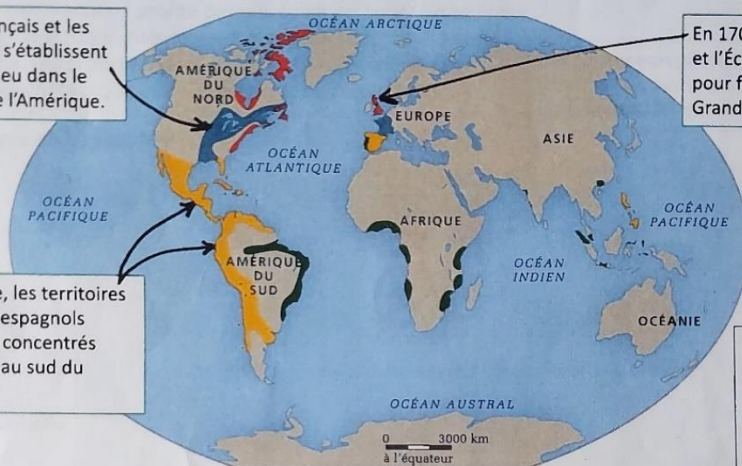 nçais et les
s'établissent
eu dans le
e l'Amérique.
En 170
et l'Éc
pour f
Grand
OCÉAN ARCTIQUE
AMÉRIQUE
DU
NORD
EUROPE
ASIE
OCÉAN
ATLANTIQUE
OCÉAN
PACIFIQUE
OCÉAN
PACIFIQUE
AFRIQUE
OCÉAN
INDIEN
AMÉRIQUE
DU
SUD
OCÉANIE
e, les territoires
espagnols
concentrés
au sud du
OCÉAN AUSTRAL
0 3000 km
à l'équateur